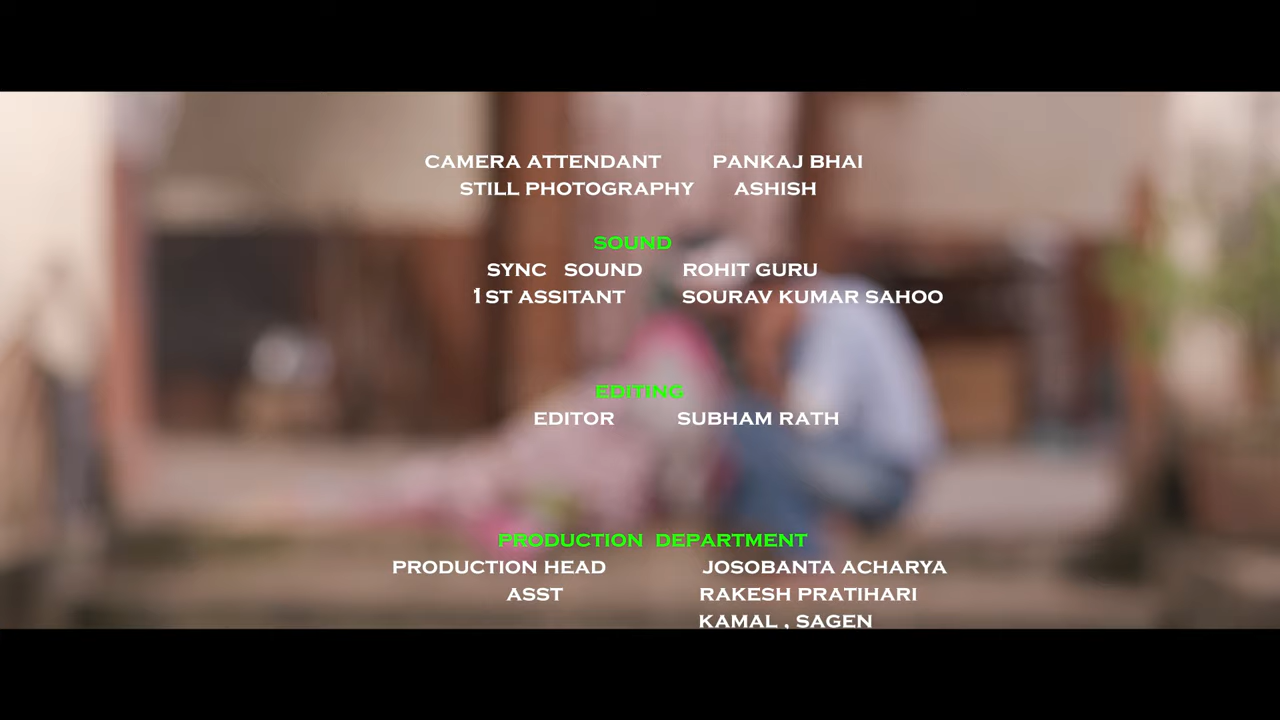 CAMERA ATTENDANT PANKAJ BHAI
STILL PHOTOGRAPHY ASHISH
SOUND
SYNC SOUND ROHIT GURU
1ST ASSITANT SOURAV KUMAR SAHOO
EDITING
EDITOR SUBHAM RATH
PRODUCTION DEPARTMENT
PRODUCTION HEAD JOSOBANTA ACHARYA
ASST RAKESH PRATIHARI
KAMAL , SAGEN